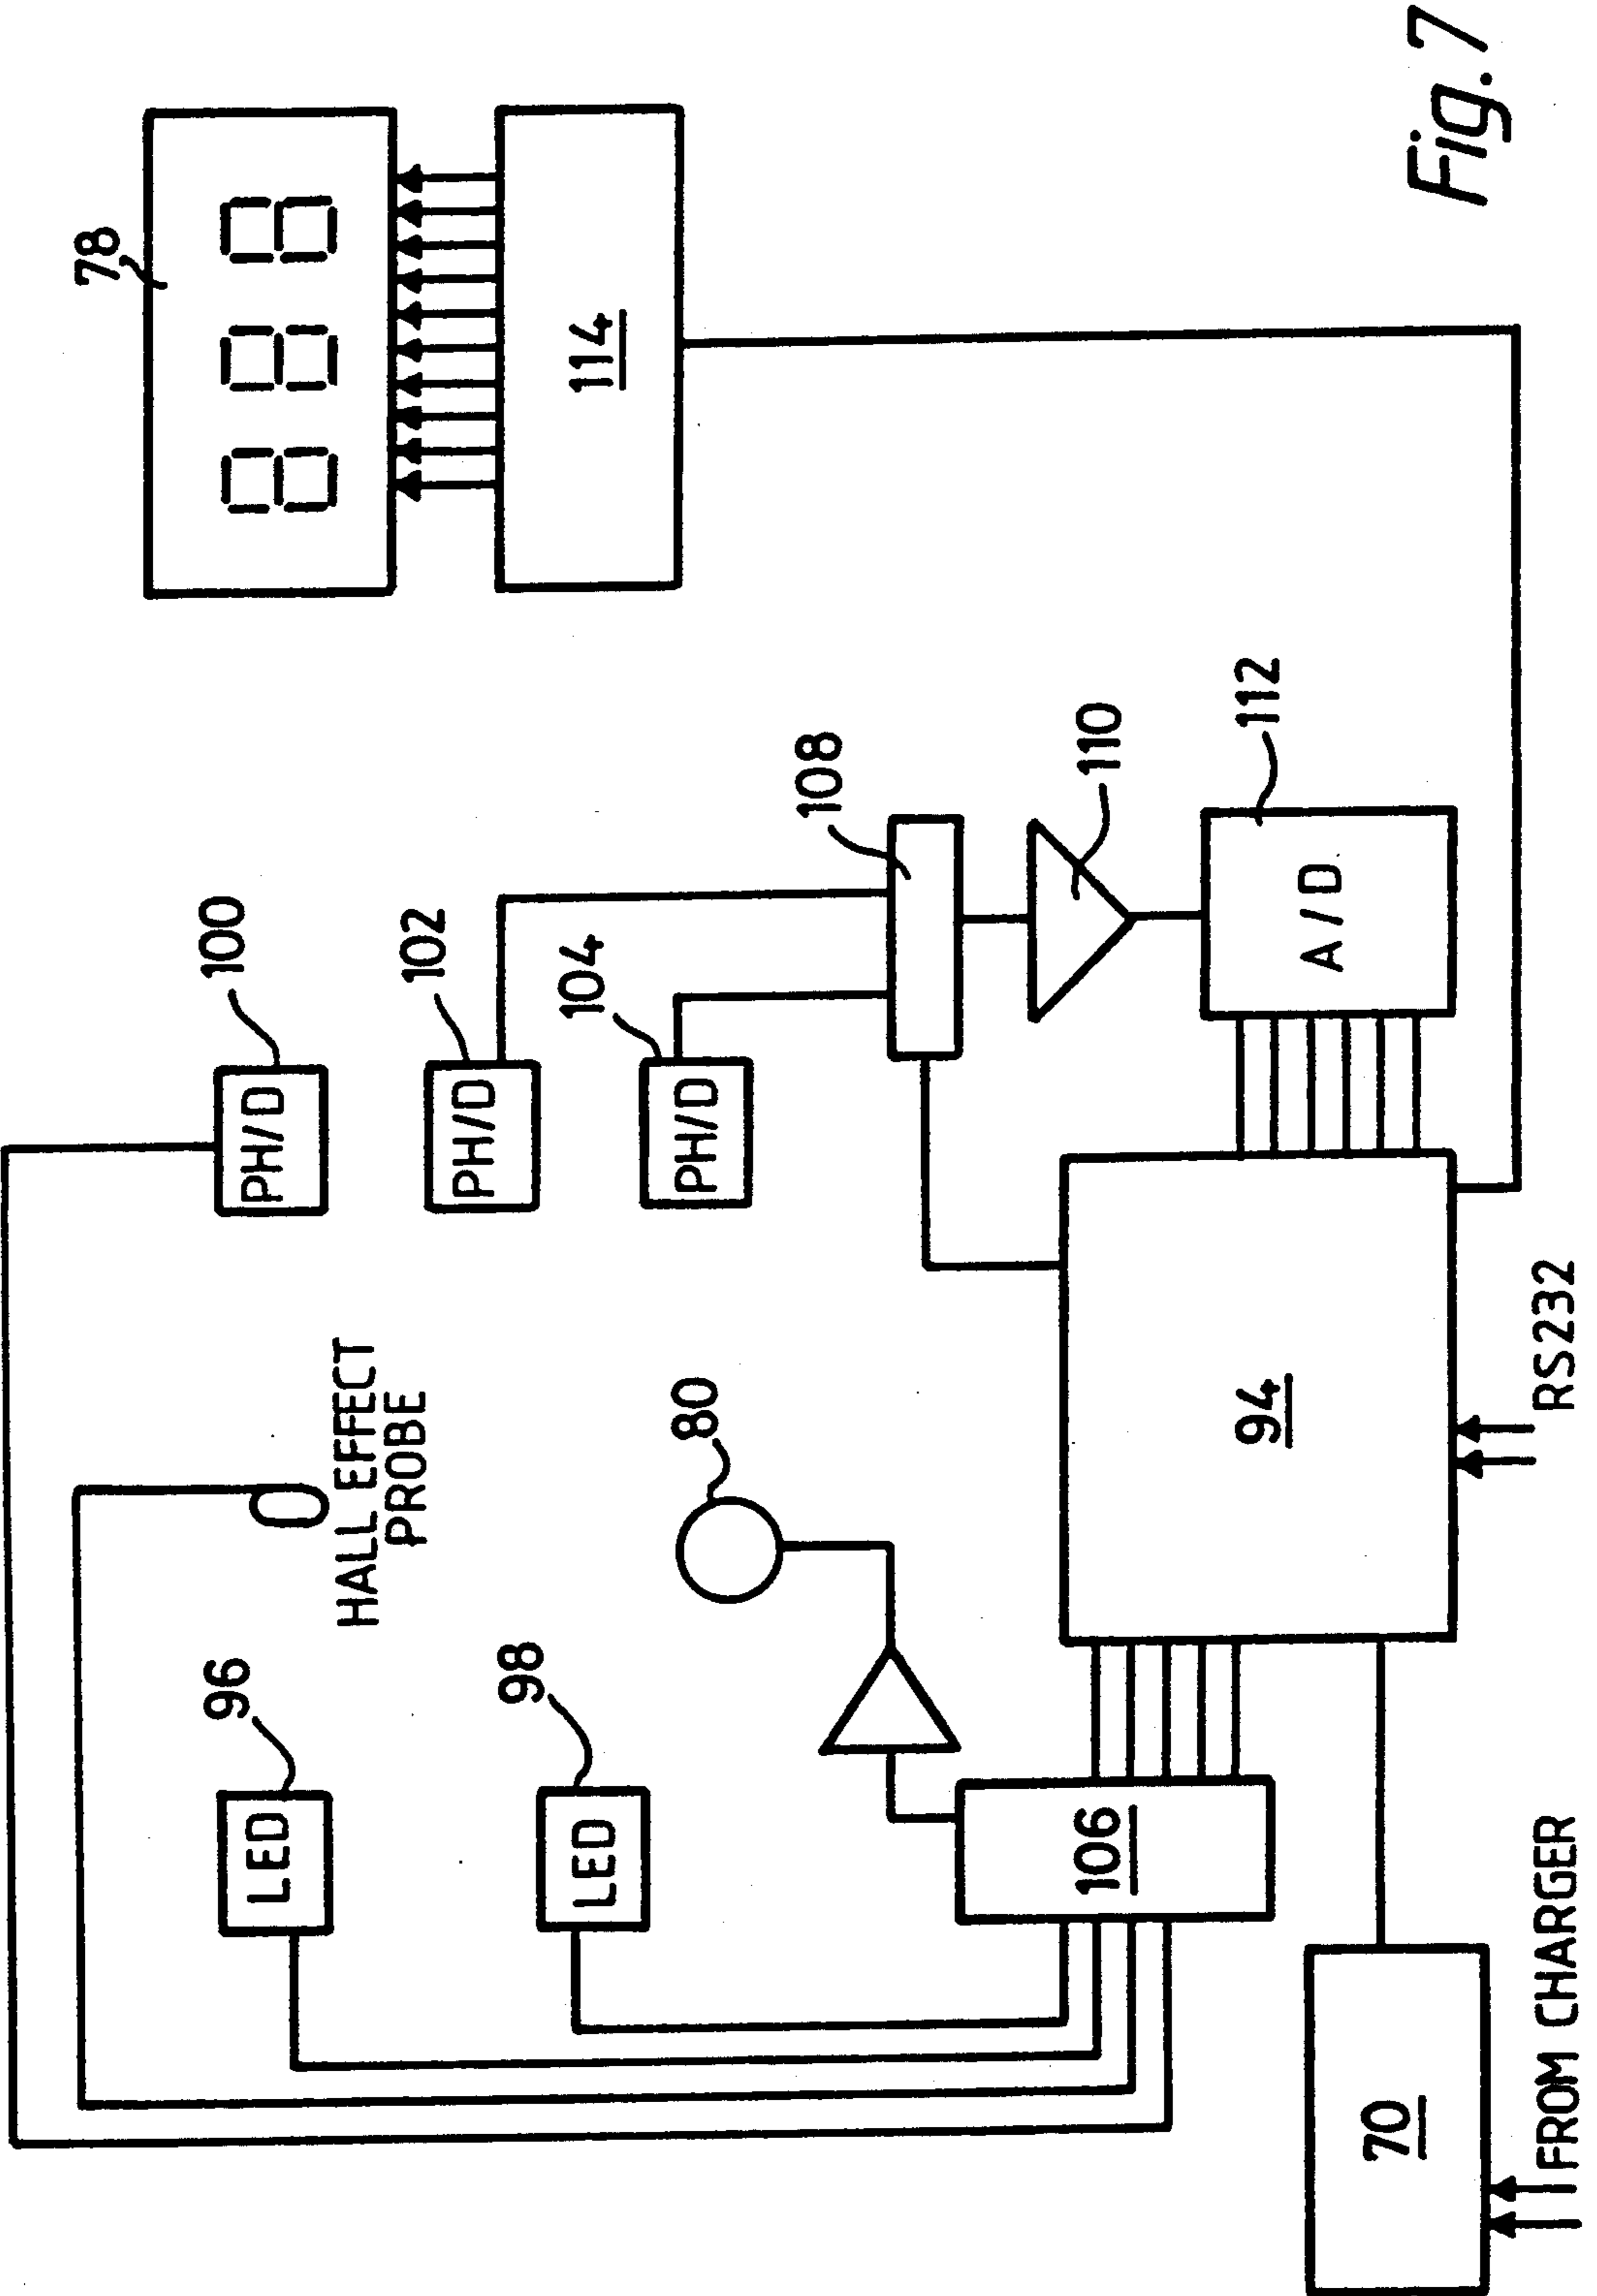 78
888
114
100
PH/D
102
PH/D
104
PH/D
108
110
112
A/D
HALL EFFECT
PROBE
96
LED
98
LED
80
94
106
70
RS232
FROM CHARGER
Fig. 7